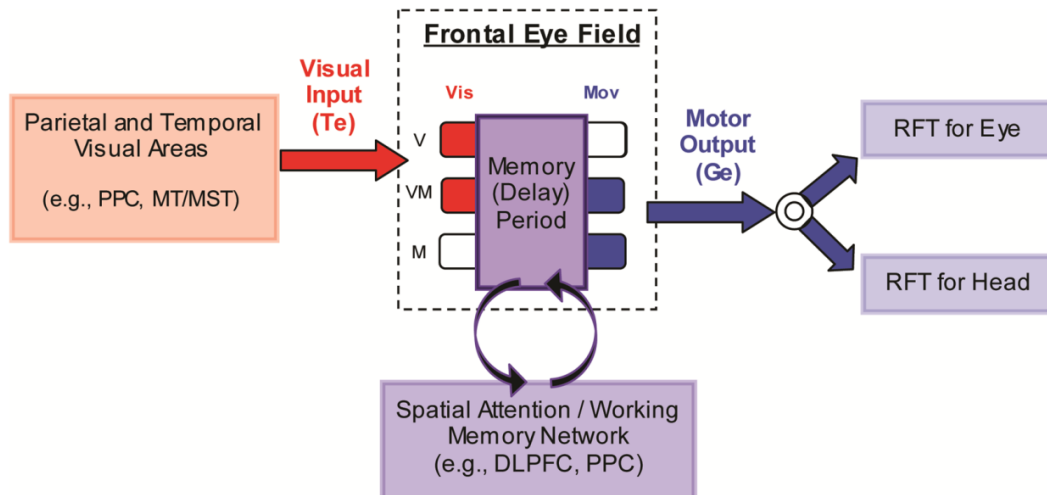 Frontal Eye Field
Visual
Input
(Te)
Parietal and Temporal
Visual Areas
(e.g., PPC, MT/MST)
Vis
Mov
V
VM
M
Memory
(Delay)
Period
Motor
Output
(Ge)
RFT for Eye
RFT for Head
Spatial Attention / Working
Memory Network
(e.g., DLPFC, PPC)